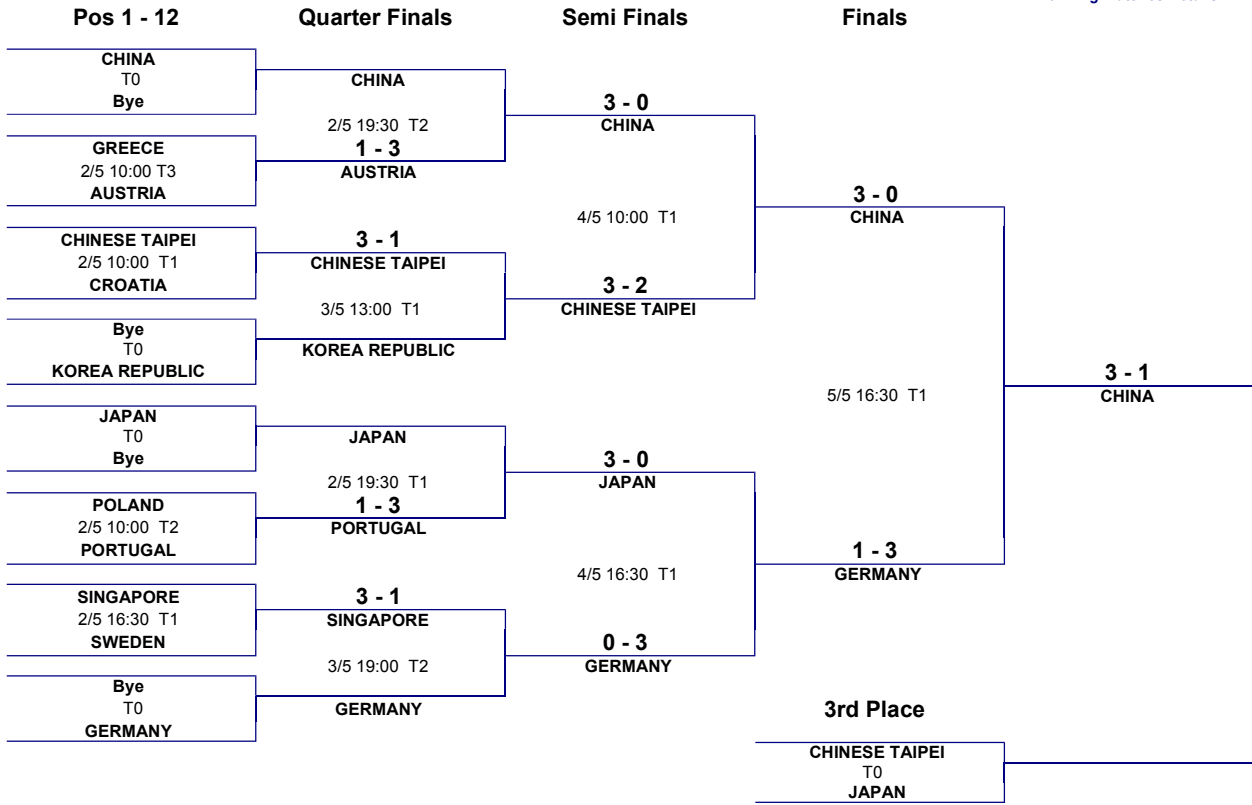 Pos 1 - 12
Quarter Finals
Semi Finals
Finals
CHINA
T0
Bye
GREECE
2/5 10:00 T3
AUSTRIA
CHINESE TAIPEI
2/5 10:00 T1
CROATIA
Bye
T0
KOREA REPUBLIC
JAPAN
T0
Bye
POLAND
2/5 10:00 T2
PORTUGAL
SINGAPORE
2/5 16:30 T1
SWEDEN
Bye
T0
GERMANY
CHINA
2/5 19:30 T2
1 - 3
AUSTRIA
3 - 1
CHINESE TAIPEI
3/5 13:00 T1
KOREA REPUBLIC
JAPAN
2/5 19:30 T1
1 - 3
PORTUGAL
3 - 1
SINGAPORE
3/5 19:00 T2
GERMANY
3 - 0
CHINA
4/5 10:00 T1
3 - 2
CHINESE TAIPEI
3 - 0
JAPAN
4/5 16:30 T1
0 - 3
GERMANY
3 - 0
CHINA
5/5 16:30 T1
1 - 3
GERMANY
3 - 1
CHINA
3rd Place
CHINESE TAIPEI
T0
JAPAN